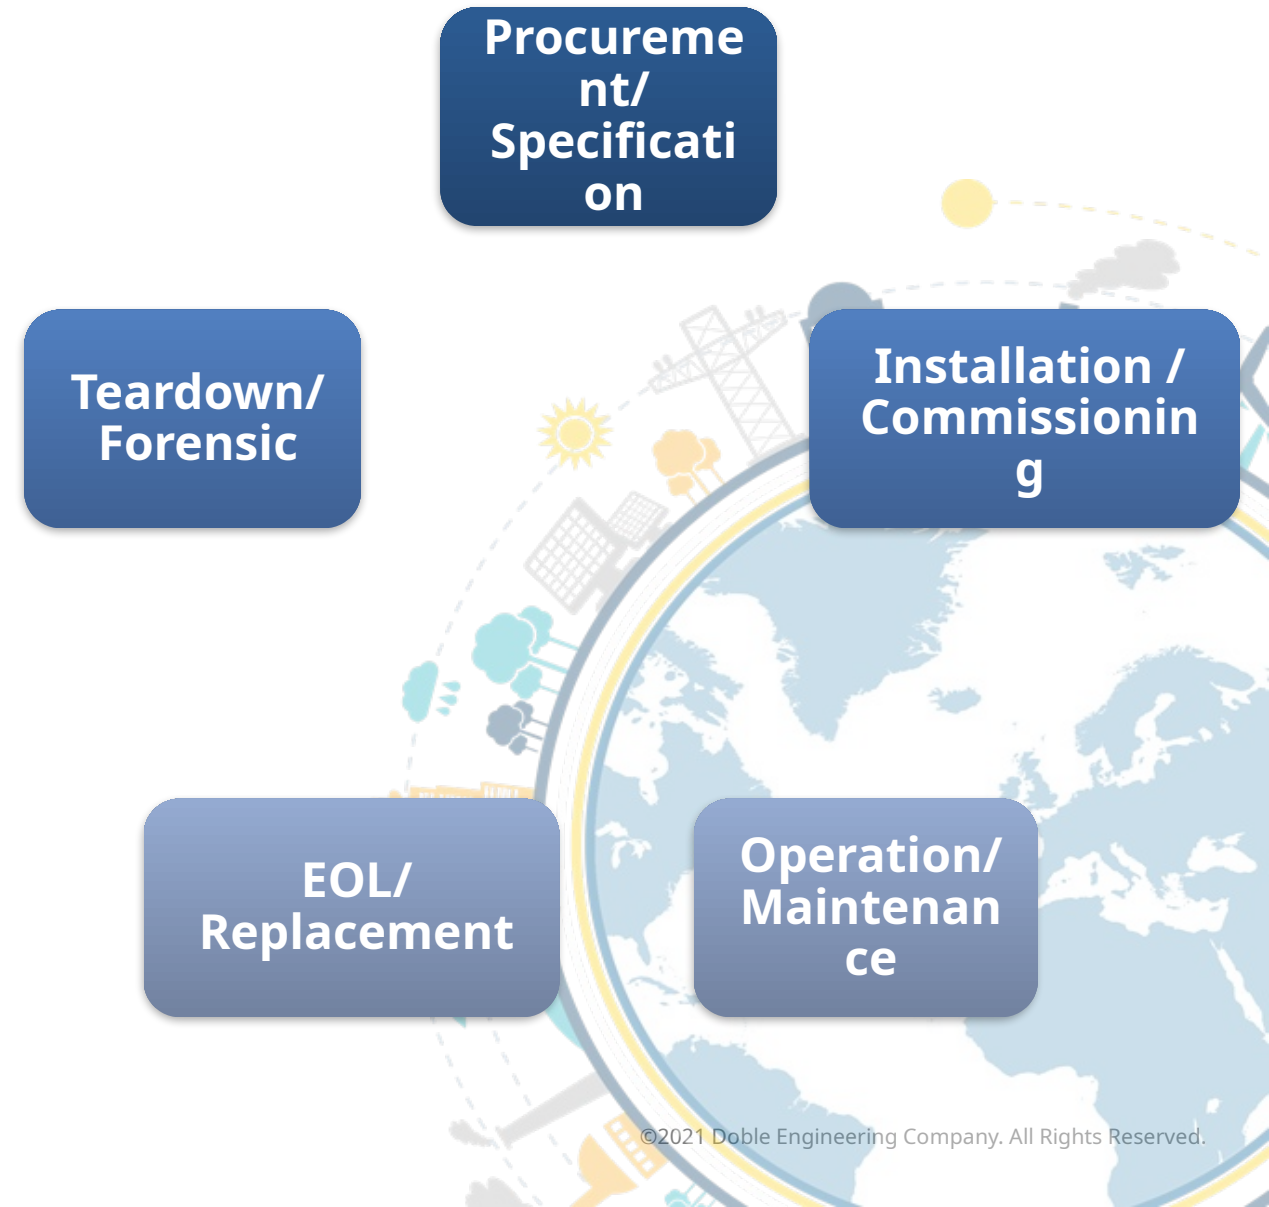 Procureme
nt/
Specificati
on
Teardown/
Forensic
Installation /
Commissionin
g
EOL/
Replacement
Operation/
Maintenan
ce
©2021 Doble Engineering Company. All Rights Reserved.